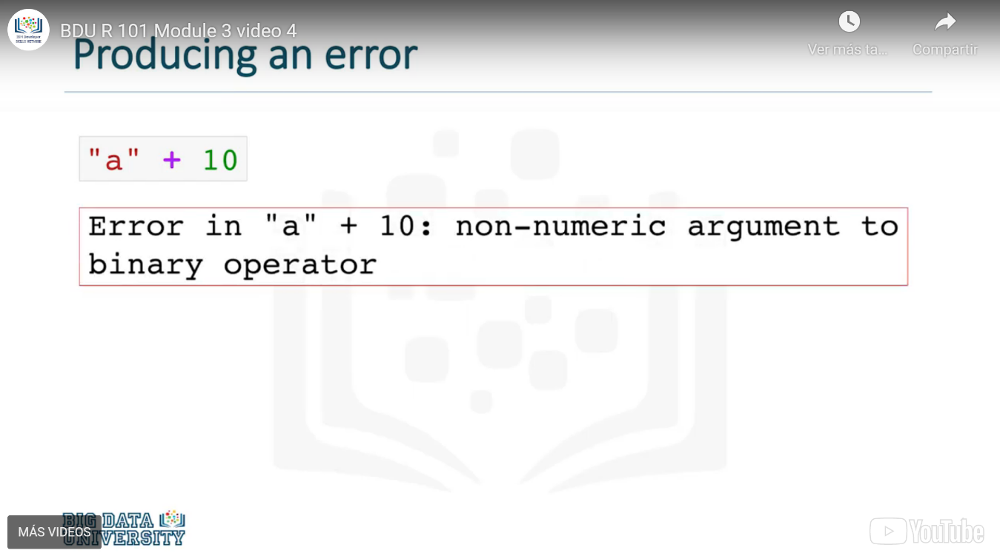 BDU R 101 Module 3 video 4
Ver más ta...
Compartir
Producing an error
"a" + 10
Error in "a" + 10: non-numeric argument to
binary operator
BIG DATA
UNIVERSITY
MÁS VIDEOS
YouTube